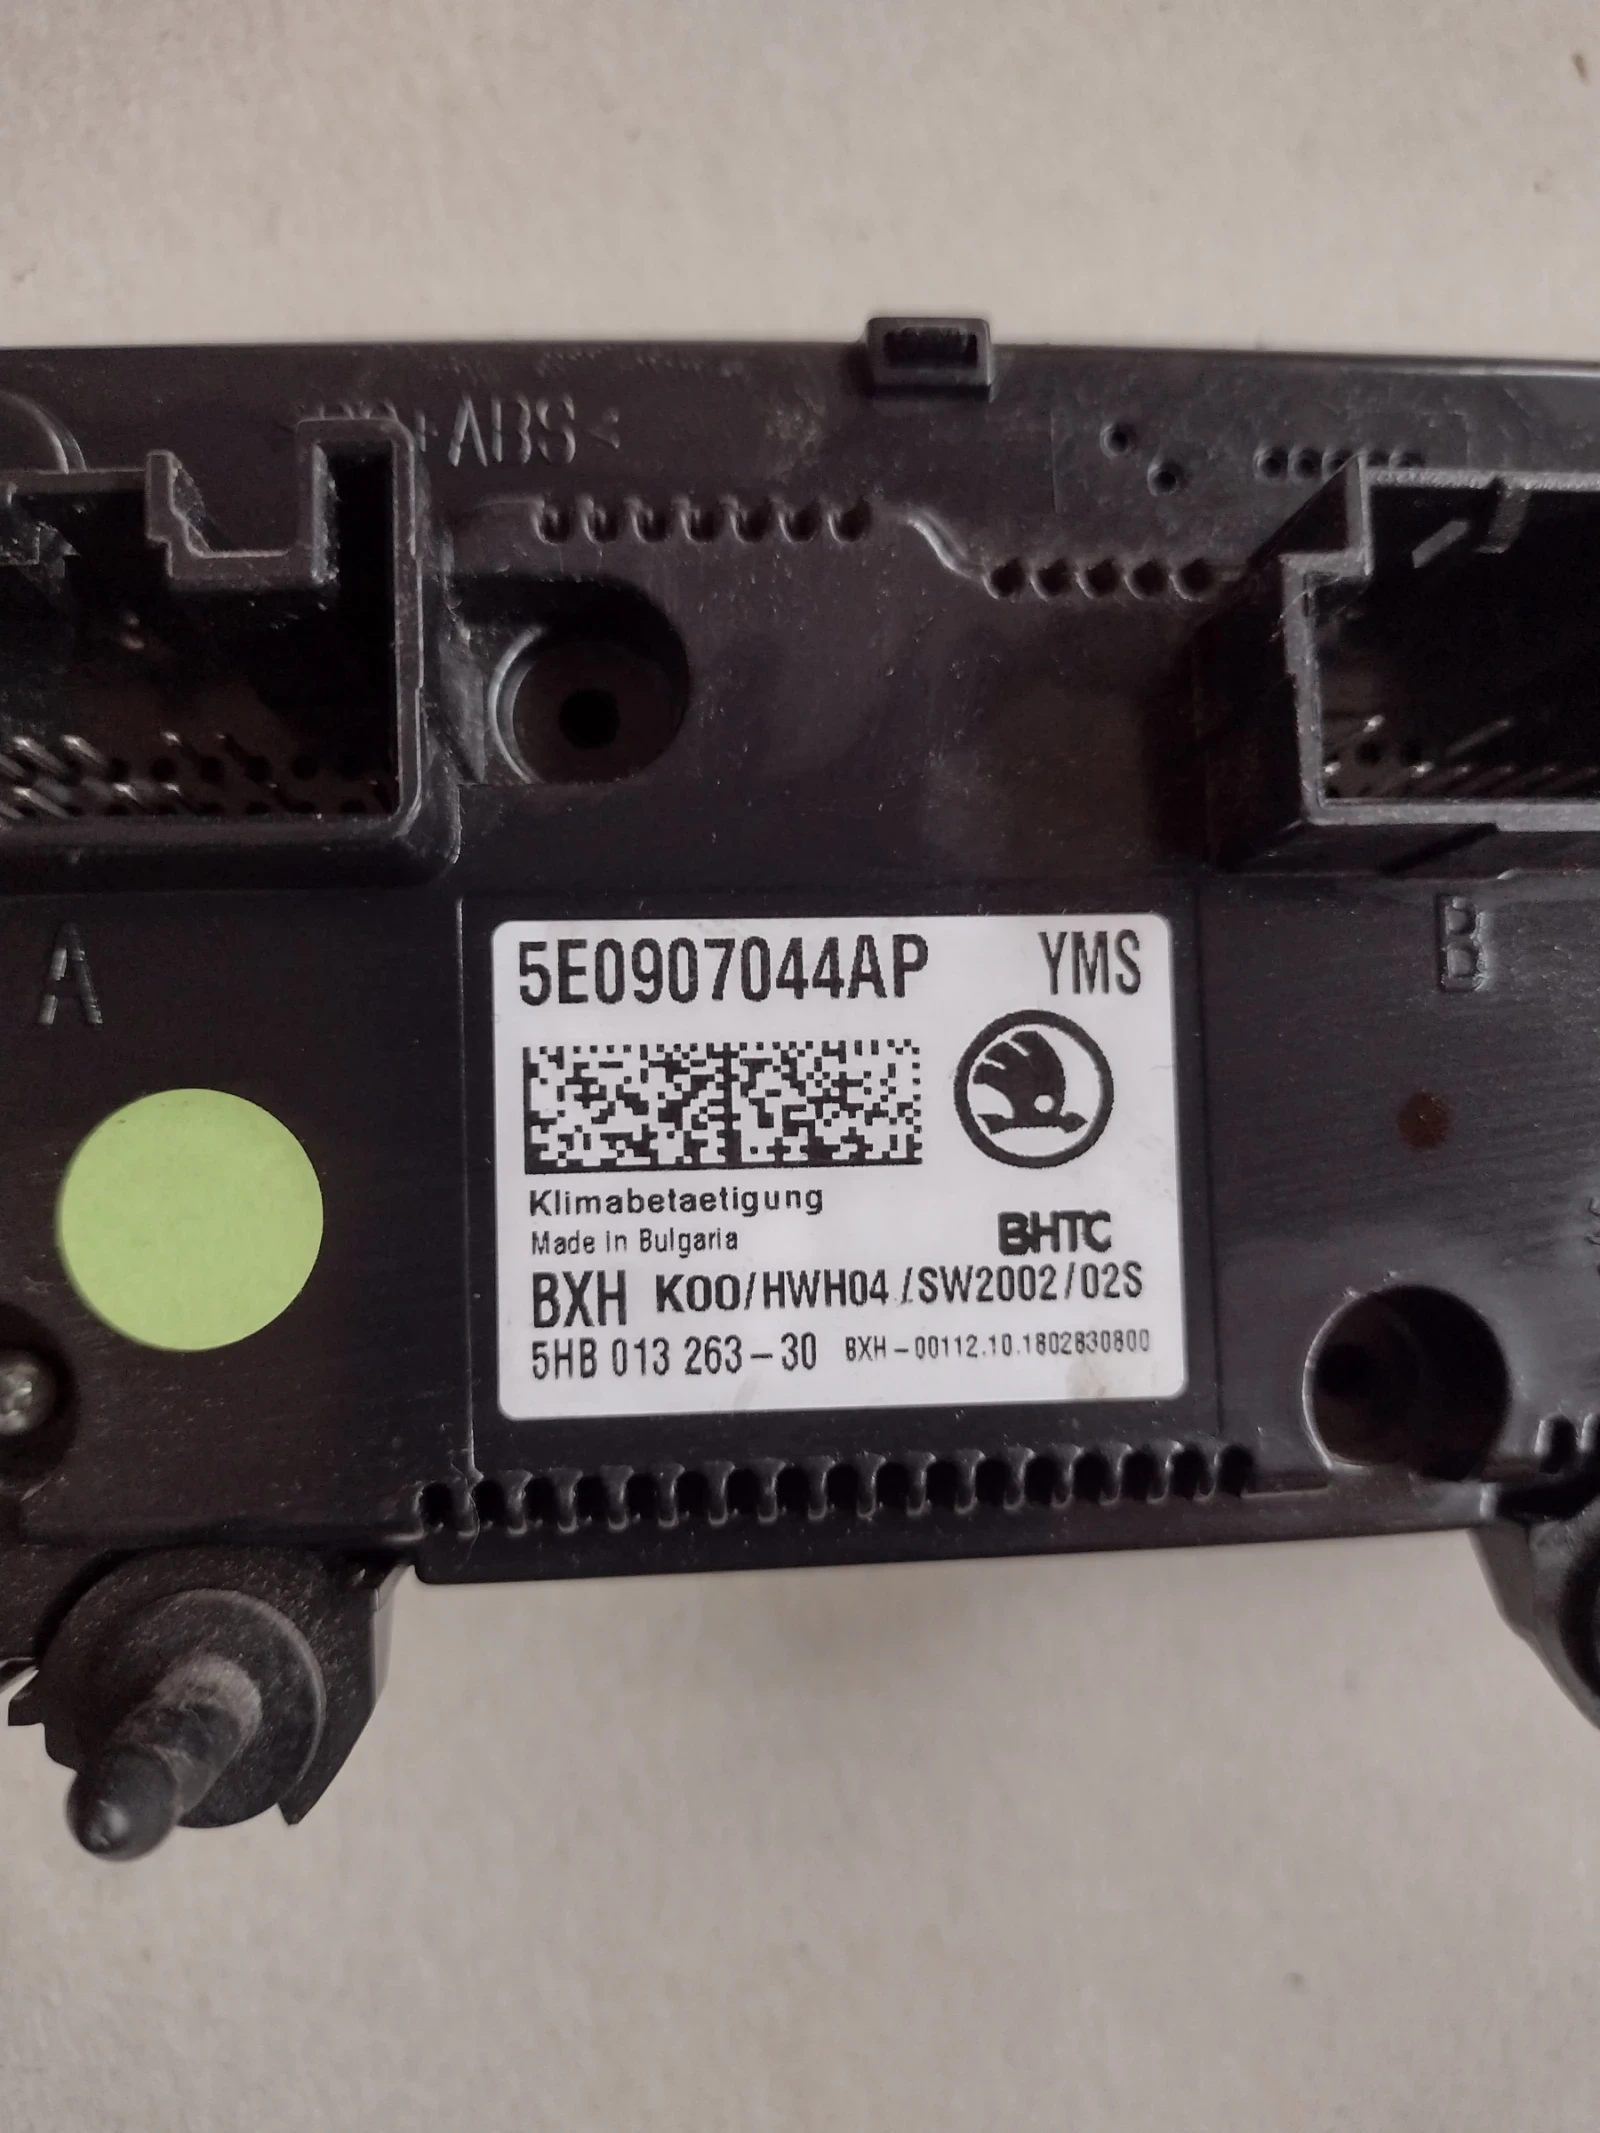 +ABS<
A
B
5E0907044AP YMS
Klimabetaetigung
Made in Bulgaria
BHTC
BXH K00/HWH04/SW2002/02S
5HB 013 263-30 BXH-00112.10.1802830800